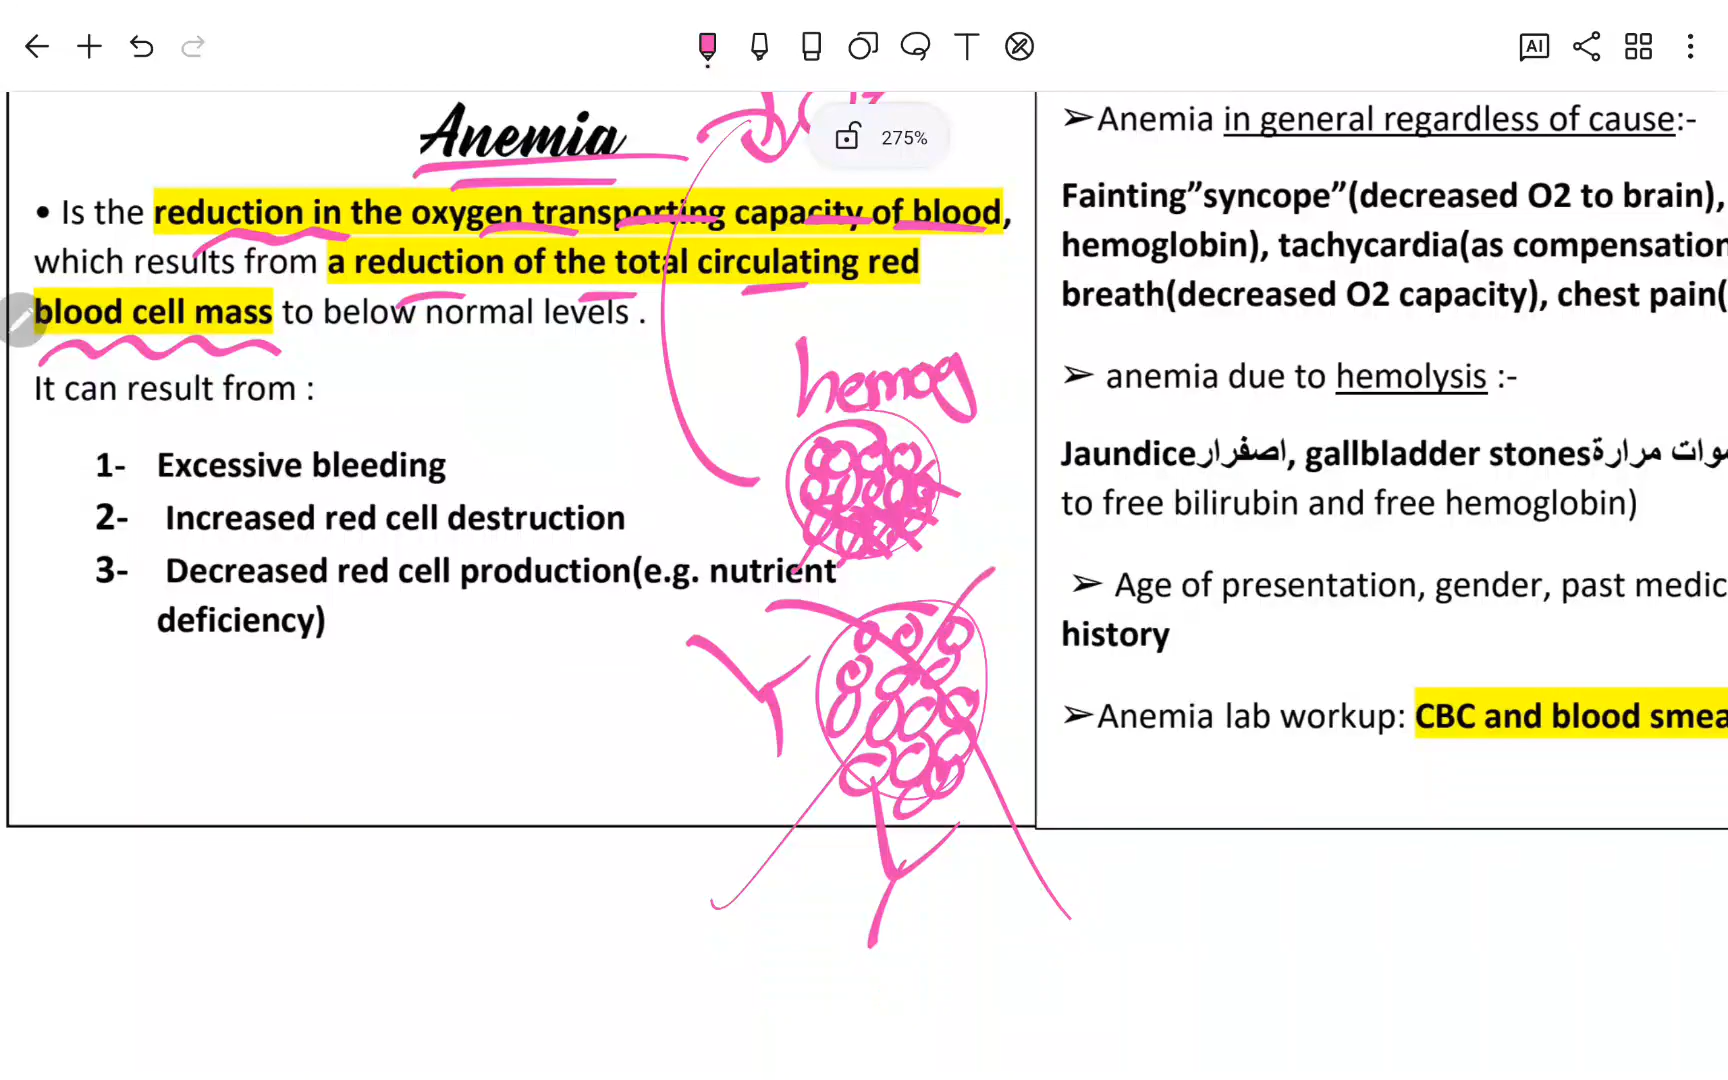 AI
275%
Anemia
• Is the reduction in the oxygen transporting capacity of blood,
which results from a reduction of the total circulating red
blood cell mass to below normal levels .
It can result from :
1- Excessive bleeding
2- Increased red cell destruction
3- Decreased red cell production(e.g. nutrient
deficiency)
hemog
➢Anemia in general regardless of cause:-
Fainting”syncope”(decreased O2 to brain),
hemoglobin), tachycardia(as compensation
breath(decreased O2 capacity), chest pain(
➢ anemia due to hemolysis :-
Jaundiceاصفرار, gallbladder stonesمرارة
to free bilirubin and free hemoglobin)
➢ Age of presentation, gender, past medic
history
➢Anemia lab workup: CBC and blood smea